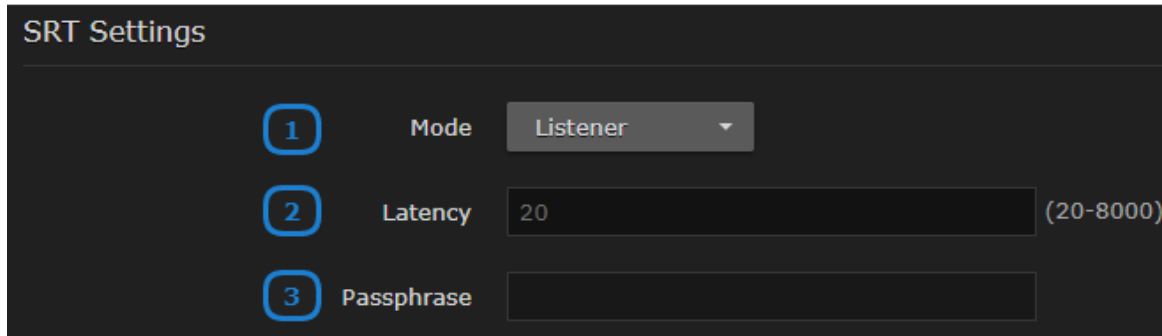 SRT Settings
1 Mode Listener
2 Latency 20 (20-8000)
3 Passphrase